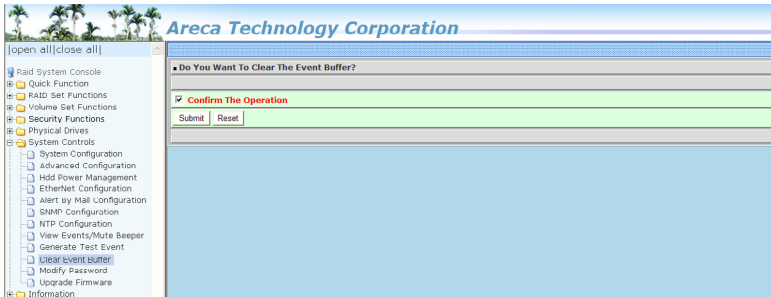 Areca Technology Corporation
|open all|close all|
Raid System Console
Quick Function
RAID Set Functions
Volume Set Functions
Security Functions
Physical Drives
System Controls
System Configuration
Advanced Configuration
Hdd Power Management
EtherNet Configuration
Alert By Mail Configuration
SNMP Configuration
NTP Configuration
View Events/Mute Beeper
Generate Test Event
Clear Event Buffer
Modify Password
Upgrade Firmware
Information
Do You Want To Clear The Event Buffer?
Confirm The Operation
Submit Reset